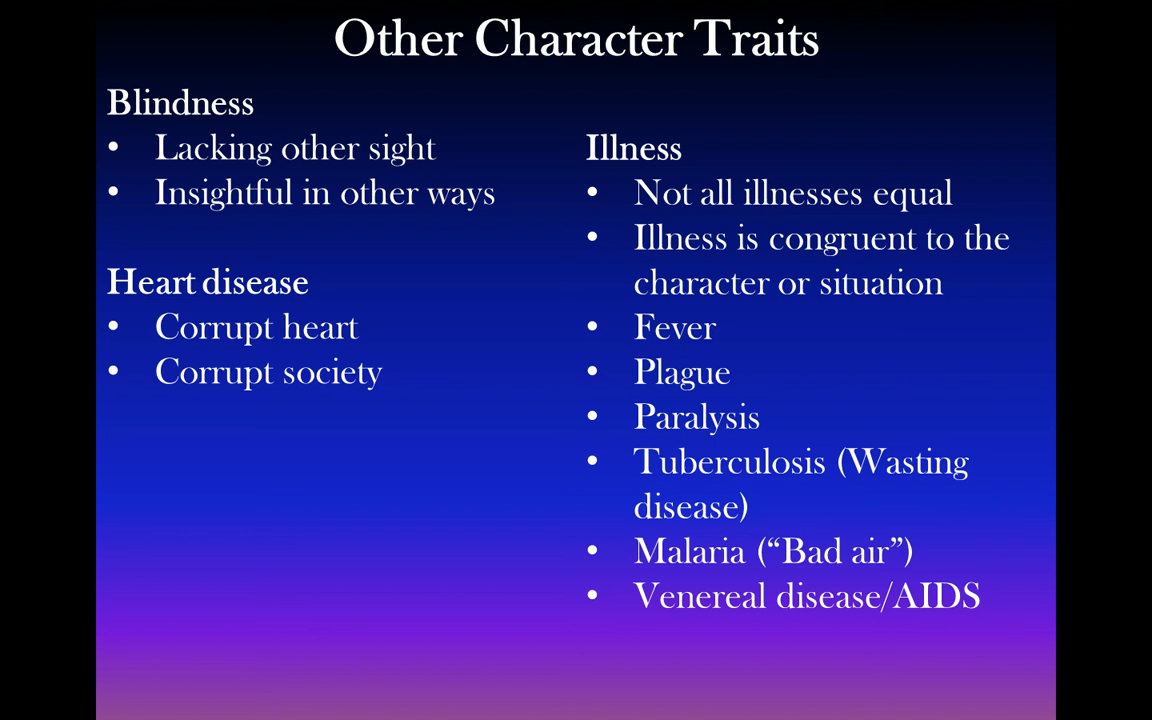 Other Character Traits
Blindness
• Lacking other sight
• Insightful in other ways
Heart disease
• Corrupt heart
• Corrupt society
Illness
• Not all illnesses equal
• Illness is congruent to the
character or situation
• Fever
• Plague
• Paralysis
• Tuberculosis (Wasting
disease)
• Malaria (“Bad air”)
• Venereal disease/AIDS